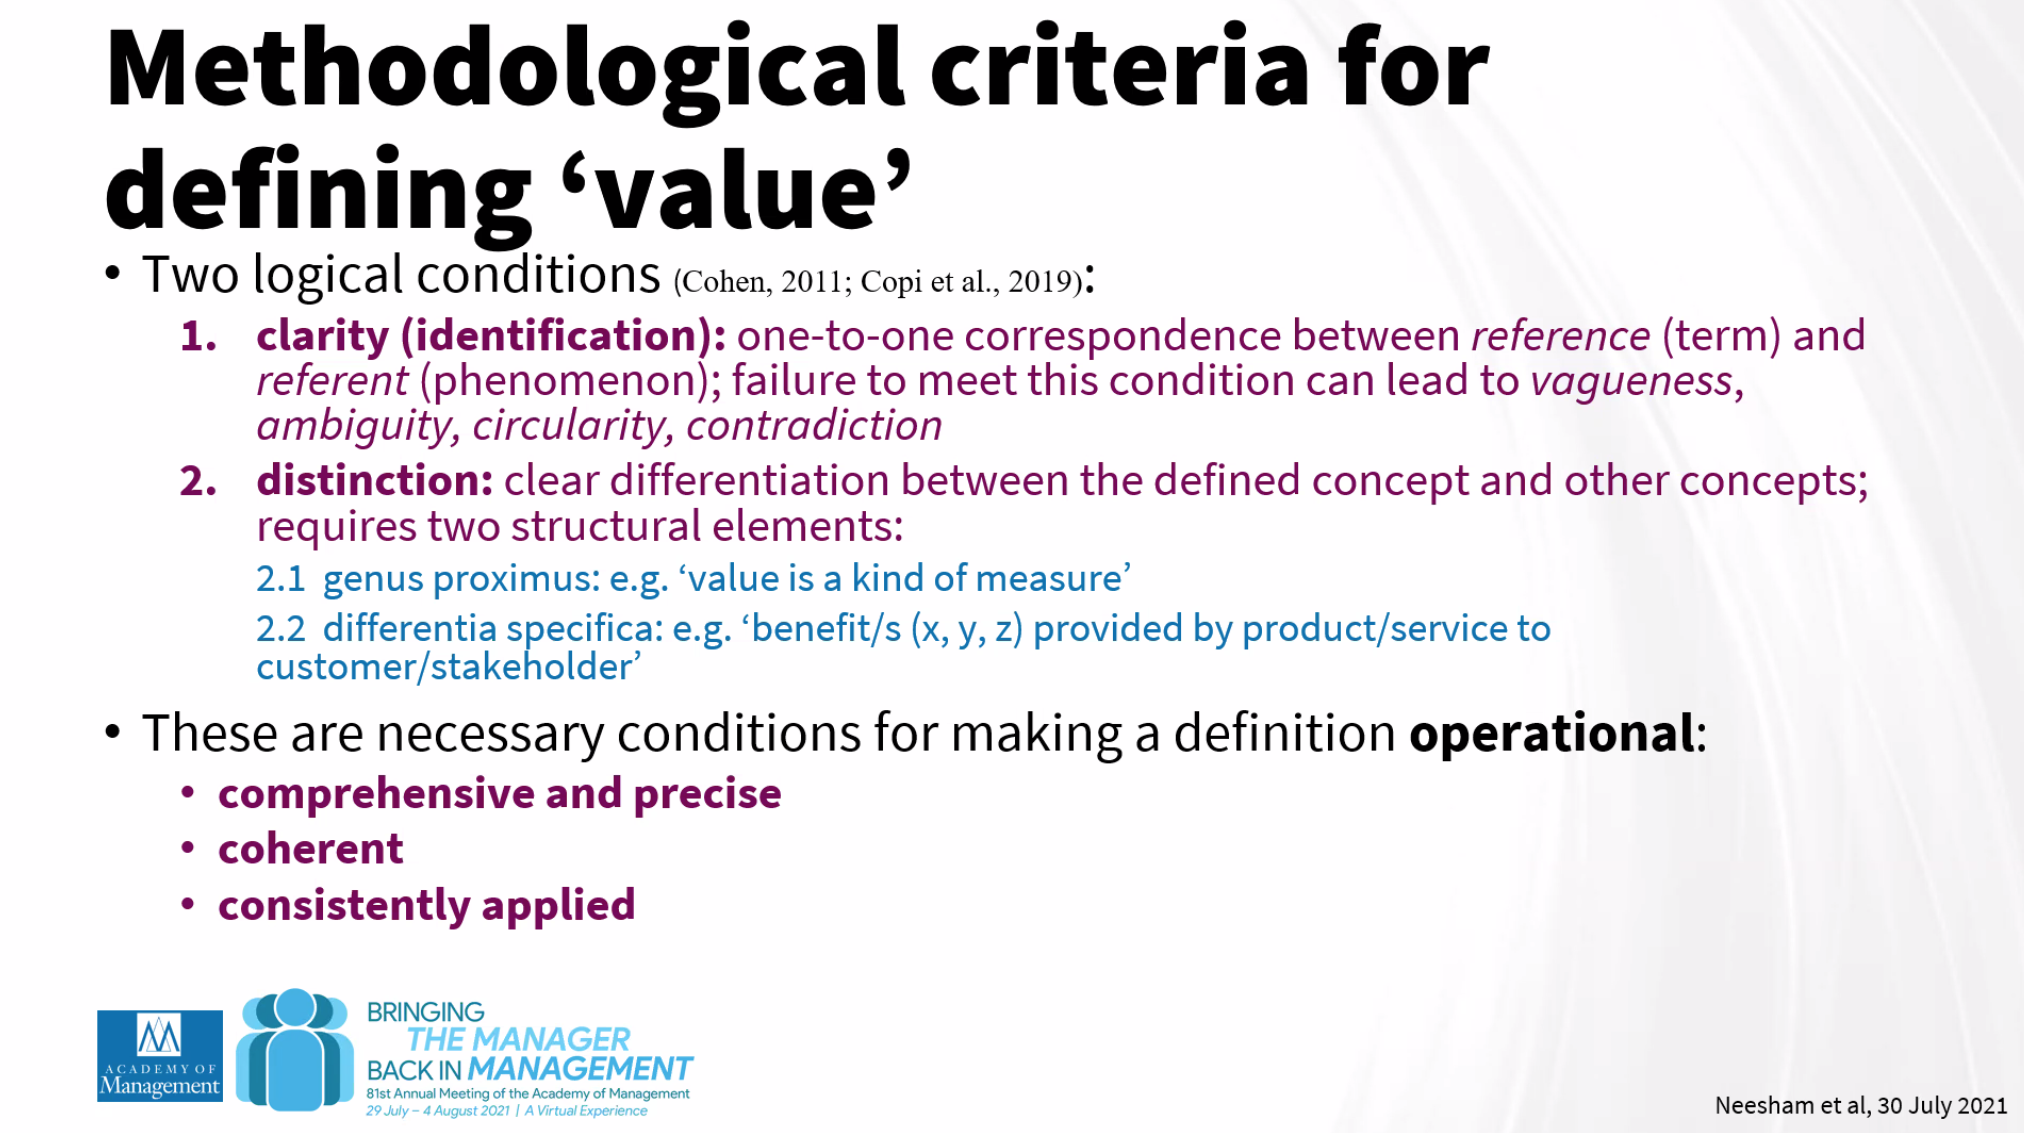 Methodological criteria for
defining ‘value’
• Two logical conditions (Cohen, 2011; Copi et al., 2019):
1. clarity (identification): one-to-one correspondence between reference (term) and
referent (phenomenon); failure to meet this condition can lead to vagueness,
ambiguity, circularity, contradiction
2. distinction: clear differentiation between the defined concept and other concepts;
requires two structural elements:
2.1 genus proximus: e.g. ‘value is a kind of measure’
2.2 differentia specifica: e.g. ‘benefit/s (x, y, z) provided by product/service to
customer/stakeholder’
• These are necessary conditions for making a definition operational:
• comprehensive and precise
• coherent
• consistently applied
ACADEMY OF
Management
BRINGING
THE MANAGER
BACK IN MANAGEMENT
81st Annual Meeting of the Academy of Management
29 July – 4 August 2021 | A Virtual Experience
Neesham et al, 30 July 2021